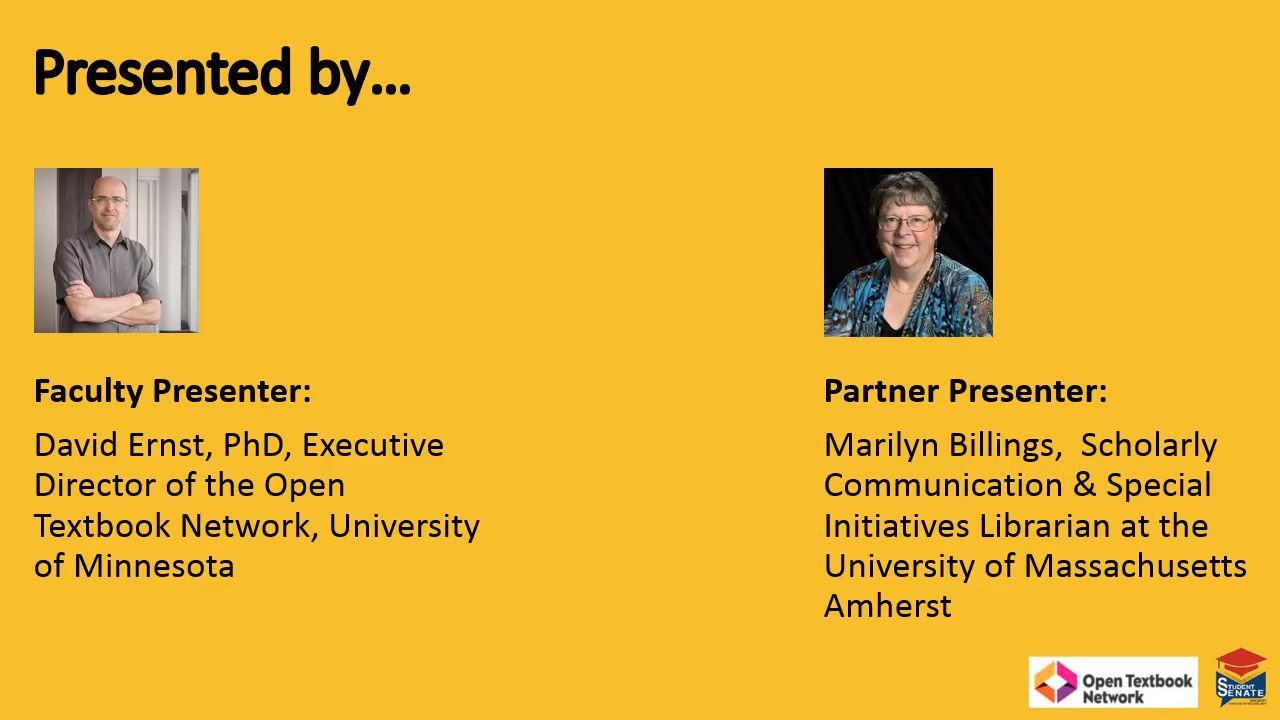 Presented by...
Faculty Presenter:
David Ernst, PhD, Executive
Director of the Open
Textbook Network, University
of Minnesota
Partner Presenter:
Marilyn Billings,  Scholarly
Communication & Special
Initiatives Librarian at the
University of Massachusetts
Amherst
Open Textbook
Network
STUDENT
SENATE